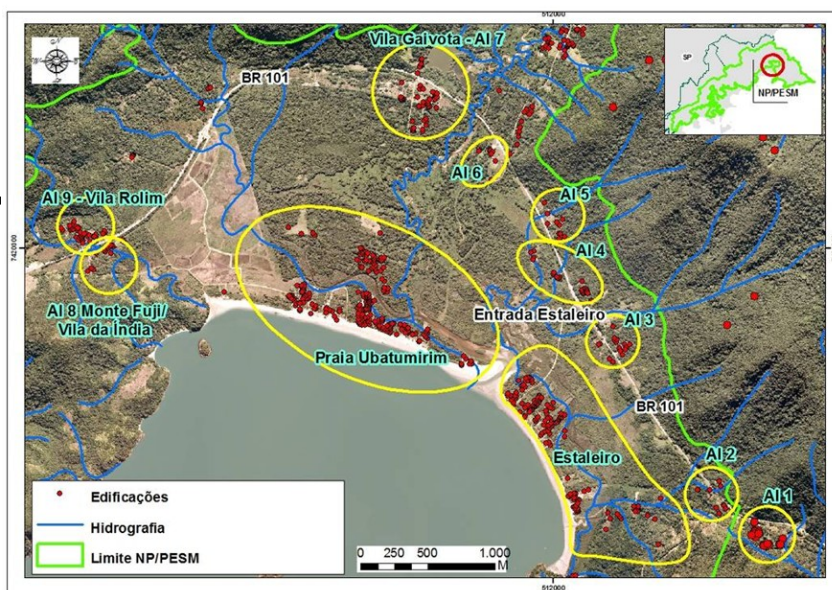 512000
Vila Gaivota - AI 7
BR 101
SP
NP/PESM
AI 6
AI 9 - Vila Rolim
AI 5
AI 4
7420000
AI 8 Monte Fuji/
Vila da Índia
Entrada Estaleiro
AI 3
Praia Ubatumirim
BR 101
Estaleiro
AI 2
AI 1
Edificações
Hidrografia
Limite NP/PESM
0 250 500 1.000
M
512000